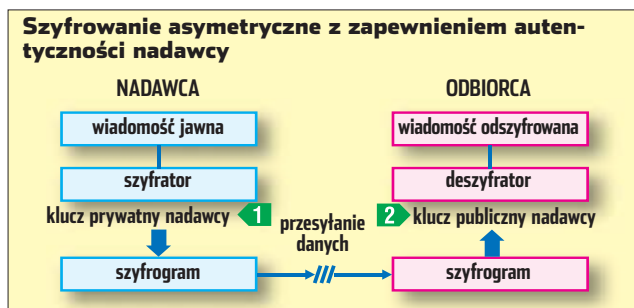 Szyfrowanie asymetryczne z zapewnieniem auten-
tyczności nadawcy
NADAWCA
wiadomość jawna
szyfrator
klucz prywatny nadawcy 1
szyfrogram
przesyłanie
danych
ODBIORCA
wiadomość odszyfrowana
deszyfrator
2 klucz publiczny nadawcy
szyfrogram